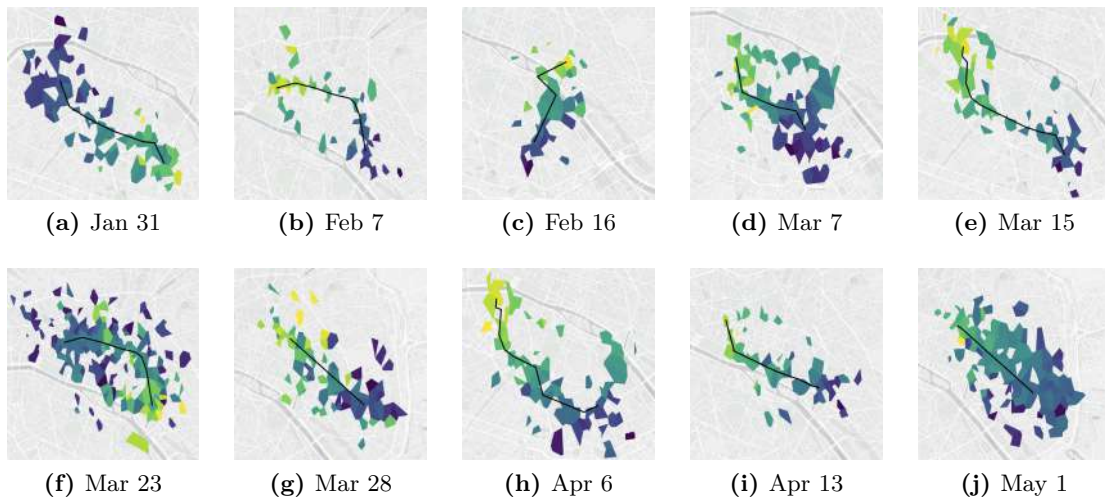 (a) Jan 31
(b) Feb 7
(c) Feb 16
(d) Mar 7
(e) Mar 15
(f) Mar 23
(g) Mar 28
(h) Apr 6
(i) Apr 13
(j) May 1